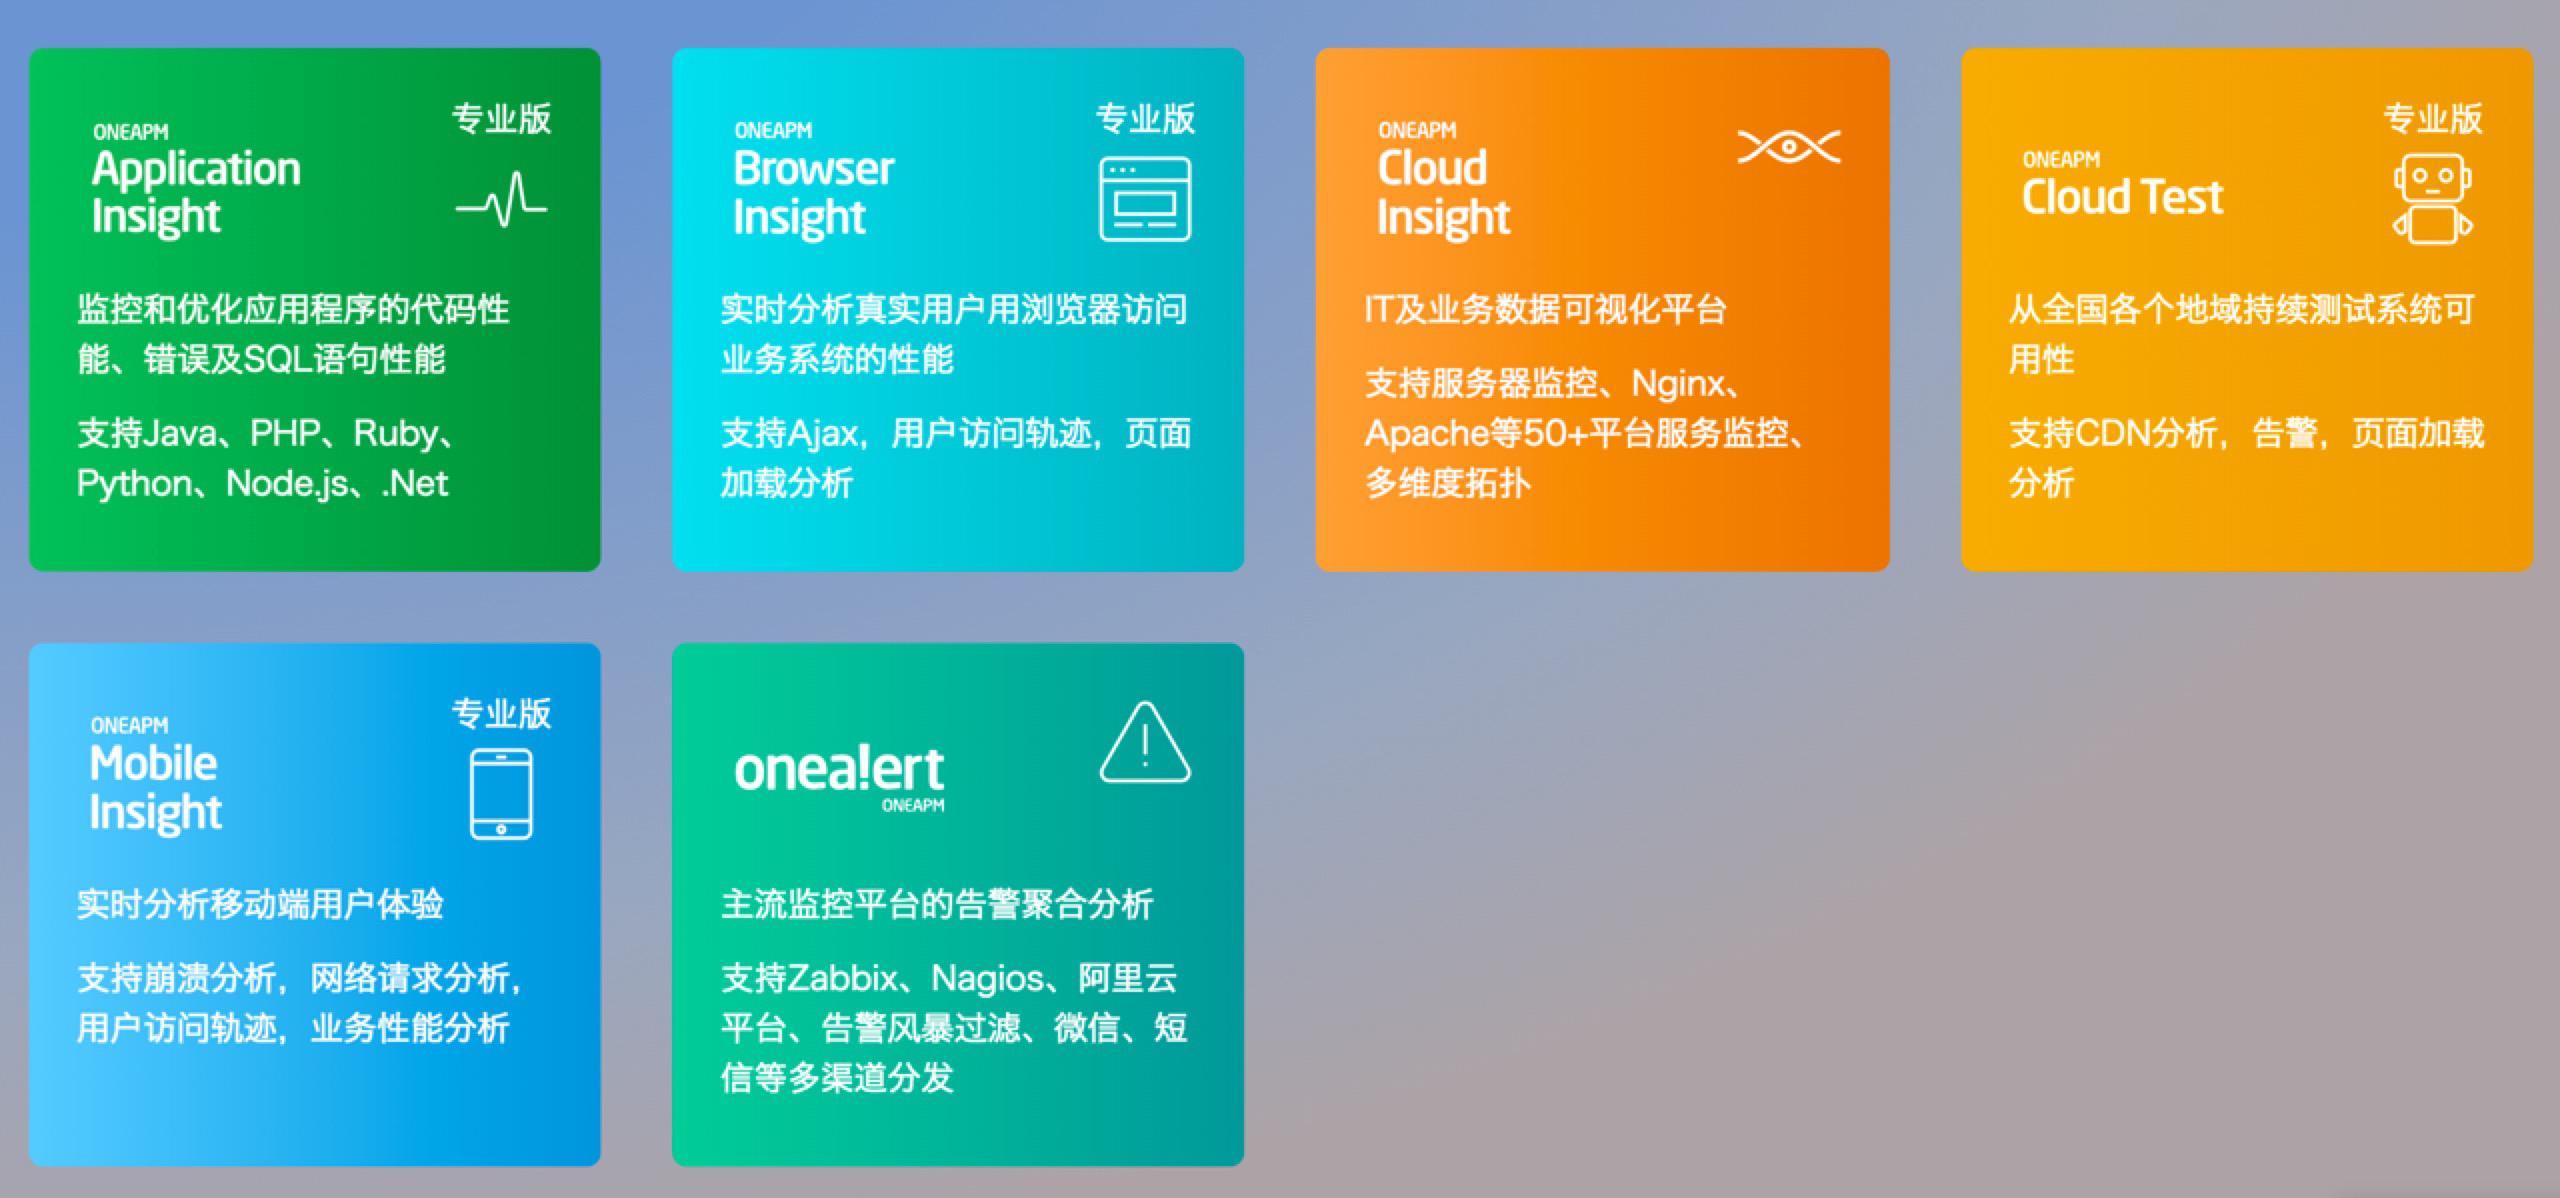 专业版
ONEAPM
Application
Insight
监控和优化应用程序的代码性
能、错误及SQL语句性能
支持Java、PHP、Ruby、
Python、Node.js、.Net
专业版
ONEAPM
Browser
Insight
实时分析真实用户用浏览器访问
业务系统的性能
支持Ajax，用户访问轨迹，页面
加载分析
ONEAPM
Cloud
Insight
IT及业务数据可视化平台
支持服务器监控、Nginx、
Apache等50+平台服务监控、
多维度拓扑
专业版
ONEAPM
Cloud Test
从全国各个地域持续测试系统可
用性
支持CDN分析，告警，页面加载
分析
专业版
ONEAPM
Mobile
Insight
实时分析移动端用户体验
支持崩溃分析，网络请求分析，
用户访问轨迹，业务性能分析
onea!ert
ONEAPM
主流监控平台的告警聚合分析
支持Zabbix、Nagios、阿里云
平台、告警风暴过滤、微信、短
信等多渠道分发